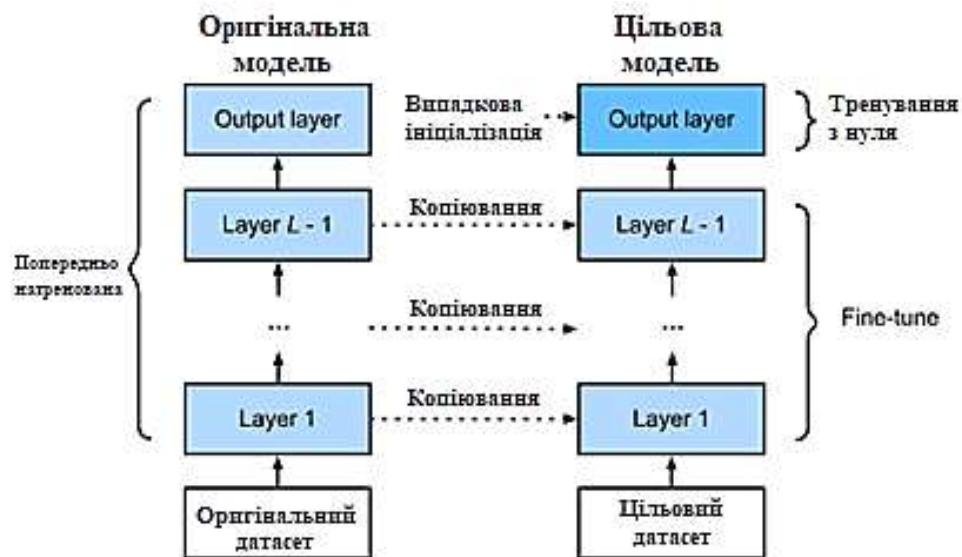 Оригінальна
модель
Цільова
модель
Output layer
Випадкова
ініціалізація
Output layer
Тренування
з нуля
Layer L - 1
Копіювання
Layer L - 1
Попередньо
натренована
...
Копіювання
...
Fine-tune
Layer 1
Копіювання
Layer 1
Оригінальний
датасет
Цільовий
датасет